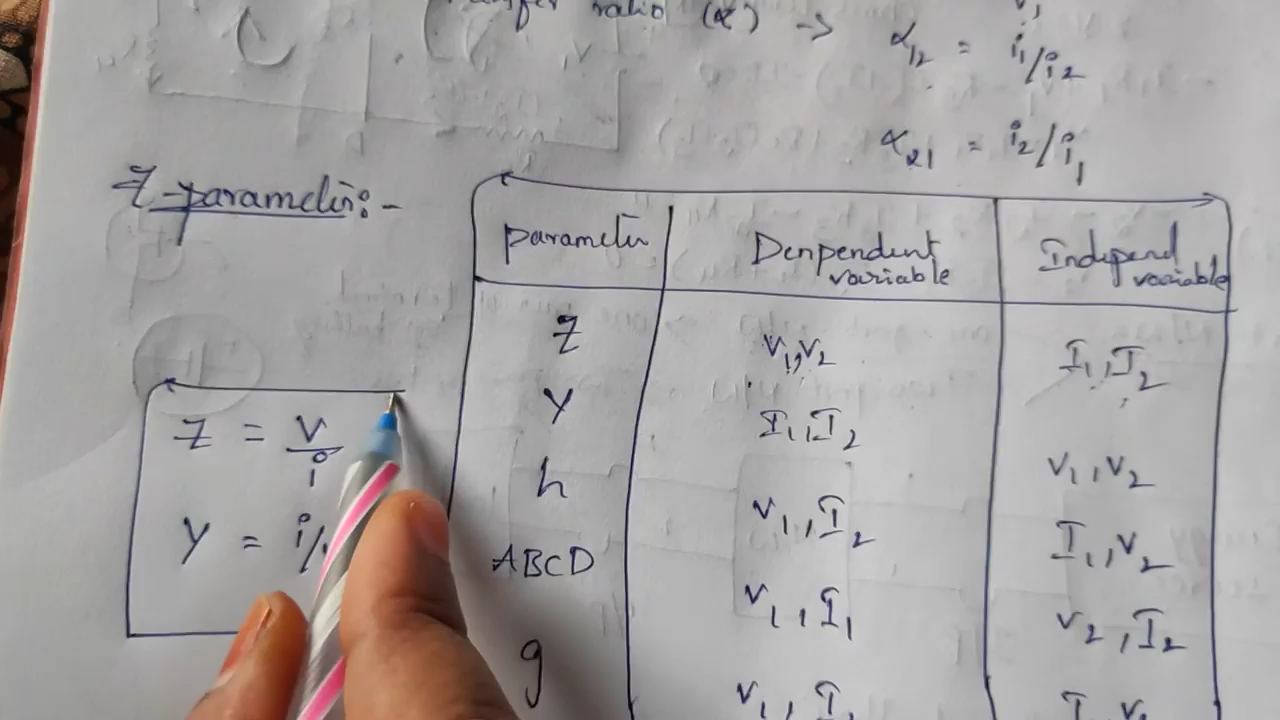 ratio (α) -> α12 = i1/i2
α21 = i2/i1
Z-parameter:-
parameter Denpendent variable Independ variable
Z V1,V2 I1,I2
Y I1,I2 V1,V2
h V1,I2 I1,V2
ABCD V1,I1 V2,I2
g
Z = V/i
Y = i/